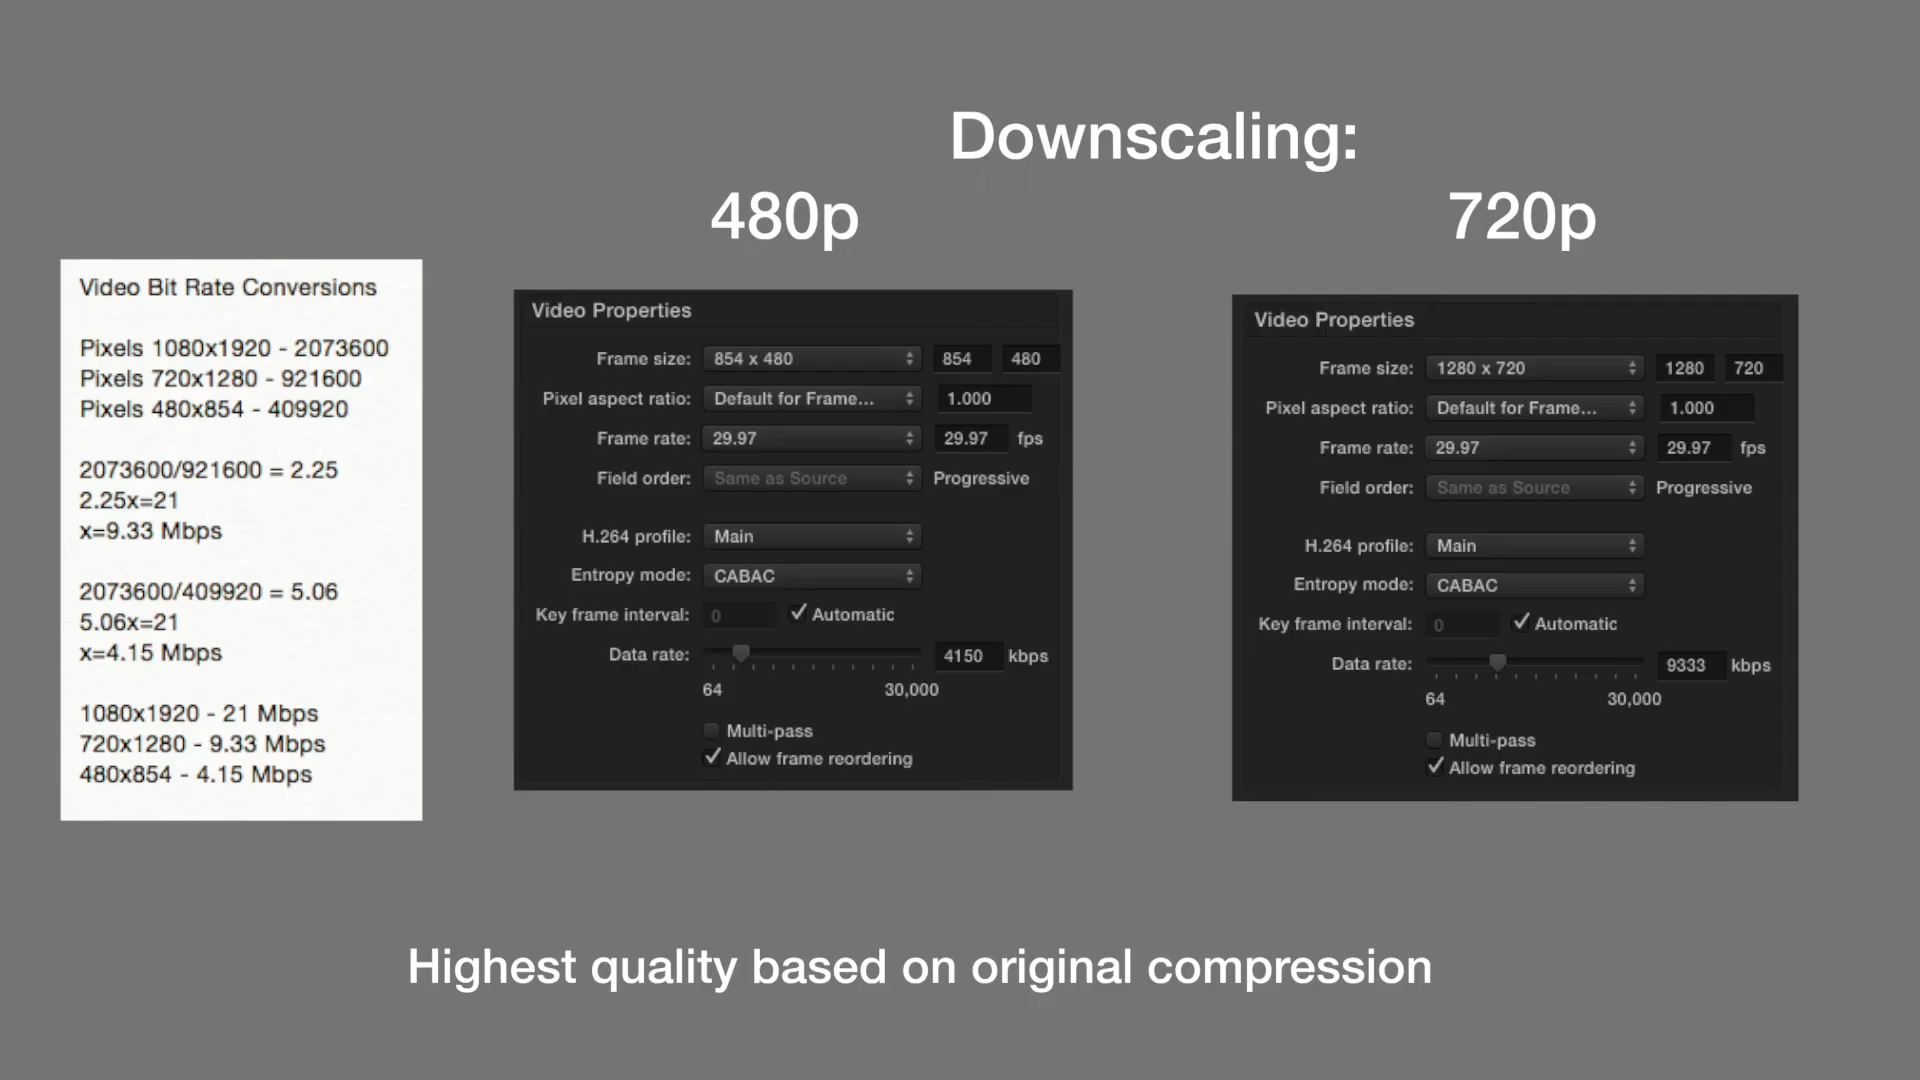 Downscaling:
480p
720p
Video Bit Rate Conversions
Pixels 1080x1920 - 2073600
Pixels 720x1280 - 921600
Pixels 480x854 - 409920
2073600/921600 = 2.25
2.25x=21
x=9.33 Mbps
2073600/409920 = 5.06
5.06x=21
x=4.15 Mbps
1080x1920 - 21 Mbps
720x1280 - 9.33 Mbps
480x854 - 4.15 Mbps
Video Properties
Frame size: 854 x 480 854 480
Pixel aspect ratio: Default for Frame... 1.000
Frame rate: 29.97 29.97 fps
Field order: Same as Source Progressive
H.264 profile: Main
Entropy mode: CABAC
Key frame interval: 0 Automatic
Data rate: 4150 kbps
64 30,000
Multi-pass
Allow frame reordering
Video Properties
Frame size: 1280 x 720 1280 720
Pixel aspect ratio: Default for Frame... 1.000
Frame rate: 29.97 29.97 fps
Field order: Same as Source Progressive
H.264 profile: Main
Entropy mode: CABAC
Key frame interval: 0 Automatic
Data rate: 9333 kbps
64 30,000
Multi-pass
Allow frame reordering
Highest quality based on original compression